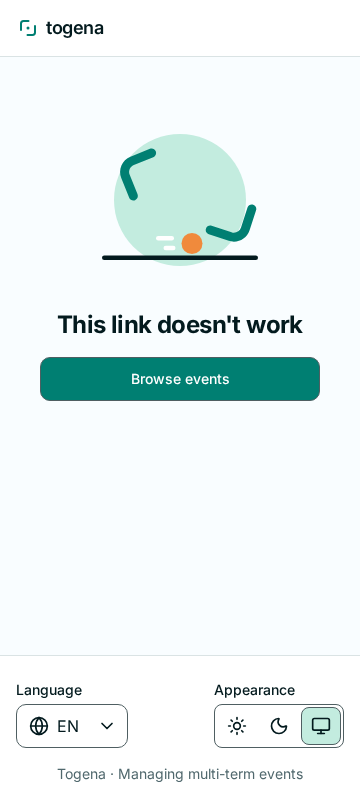 togena
This link doesn't work
Browse events
Language
Appearance
EN
Togena · Managing multi-term events